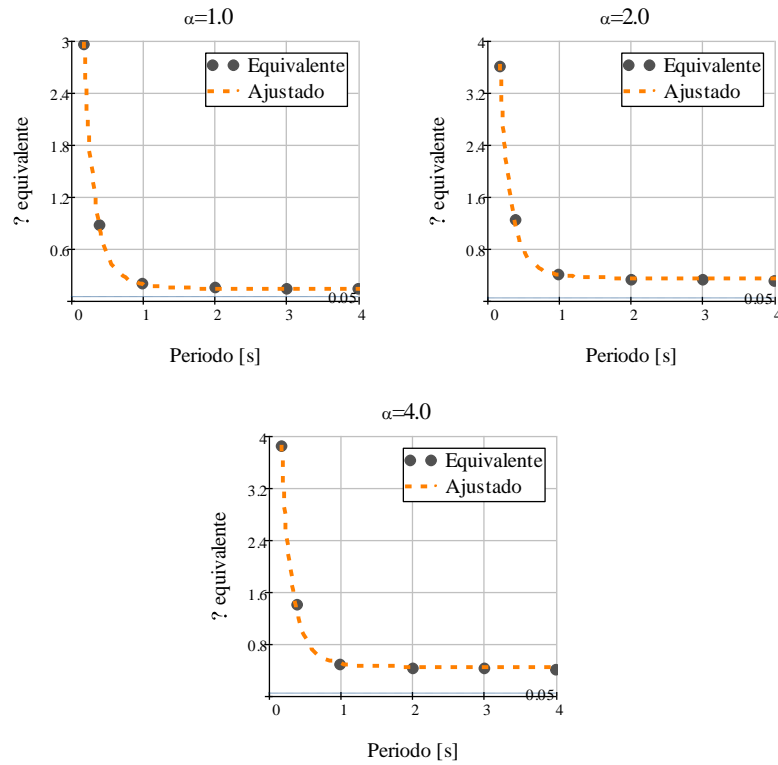 α=1.0
3
2.4
1.8
1.2
0.6
Equivalente
Ajustado
? equivalente
0.05
0 1 2 3 4
Periodo [s]
α=2.0
4
3.2
2.4
1.6
0.8
Equivalente
Ajustado
? equivalente
0.05
0 1 2 3 4
Periodo [s]
α=4.0
4
3.2
2.4
1.6
0.8
Equivalente
Ajustado
? equivalente
0.05
0 1 2 3 4
Periodo [s]